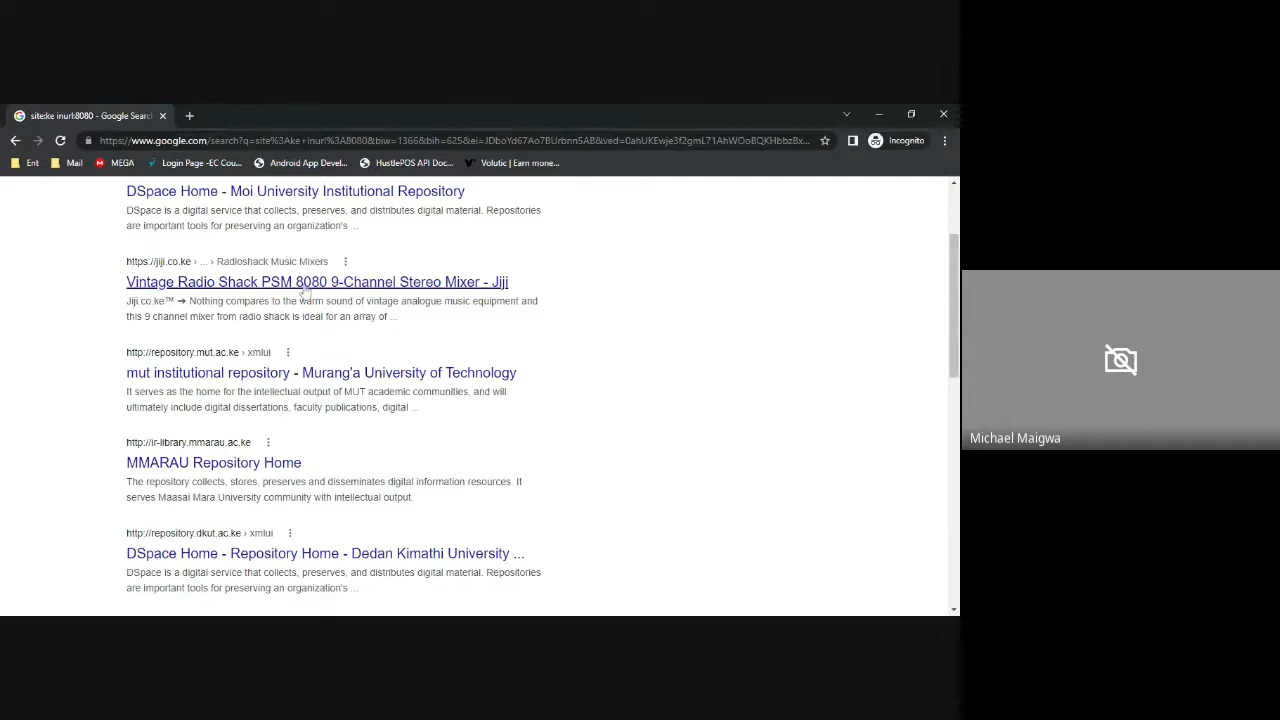 site:ke inurl:8080 - Google Search
https://www.google.com/search?q=site%3Ake+inurl%3A8080&biw=1366&bih=625&ei=JDboYd67Ao7BUrbnn5AB&ved=0ahUKEwje3f2gmL71AhWOoBQKHbbzBx...
Incognito
Ent
Mail
MEGA
Login Page -EC Cou...
Android App Devel...
HustlePOS API Doc...
Volutic | Earn mone...
DSpace Home - Moi University Institutional Repository
DSpace is a digital service that collects, preserves, and distributes digital material. Repositories
are important tools for preserving an organization's ...
https://jiji.co.ke › ... › Radioshack Music Mixers
Vintage Radio Shack PSM 8080 9-Channel Stereo Mixer - Jiji
Jiji.co.ke™ ➔ Nothing compares to the warm sound of vintage analogue music equipment and
this 9 channel mixer from radio shack is ideal for an array of ...
http://repository.mut.ac.ke › xmlui
mut institutional repository - Murang'a University of Technology
It serves as the home for the intellectual output of MUT academic communities, and will
ultimately include digital dissertations, faculty publications, digital ...
http://ir-library.mmarau.ac.ke
MMARAU Repository Home
The repository collects, stores, preserves and disseminates digital information resources. It
serves Maasai Mara University community with intellectual output.
http://repository.dkut.ac.ke › xmlui
DSpace Home - Repository Home - Dedan Kimathi University ...
DSpace is a digital service that collects, preserves, and distributes digital material. Repositories
are important tools for preserving an organization's ...
Michael Maigwa